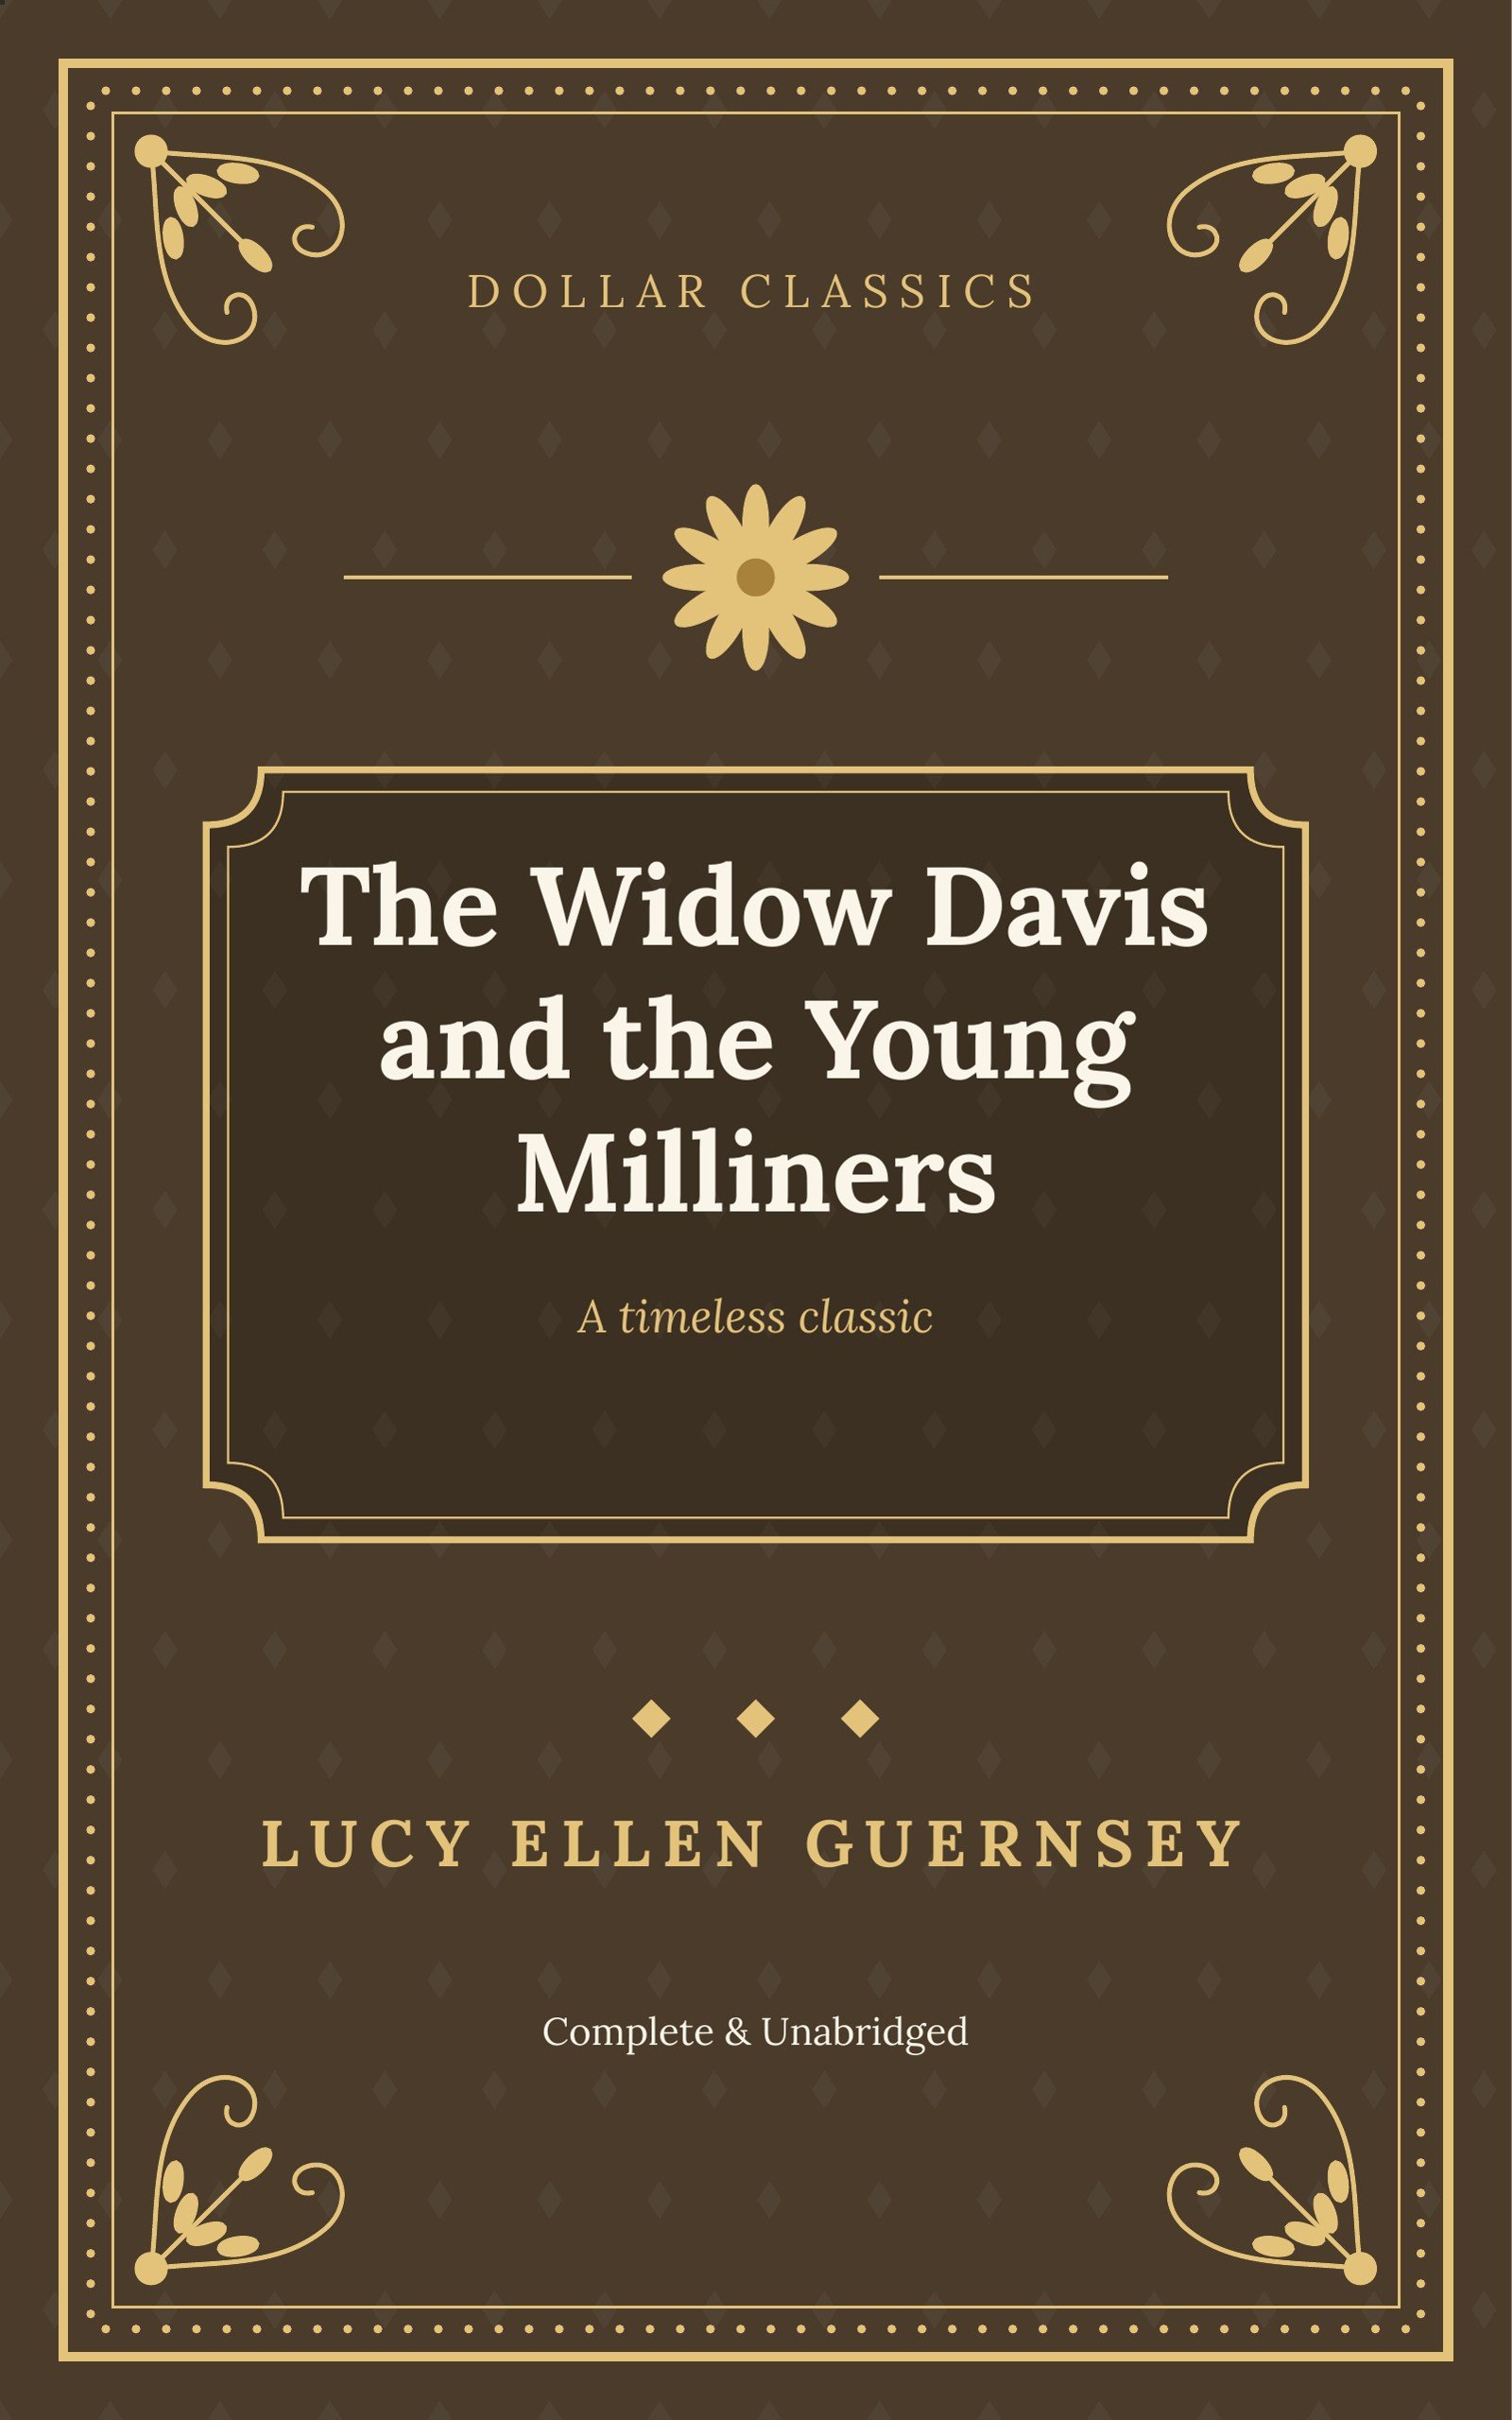 DOLLAR CLASSICS
The Widow Davis
and the Young
Milliners
A timeless classic
LUCY ELLEN GUERNSEY
Complete & Unabridged